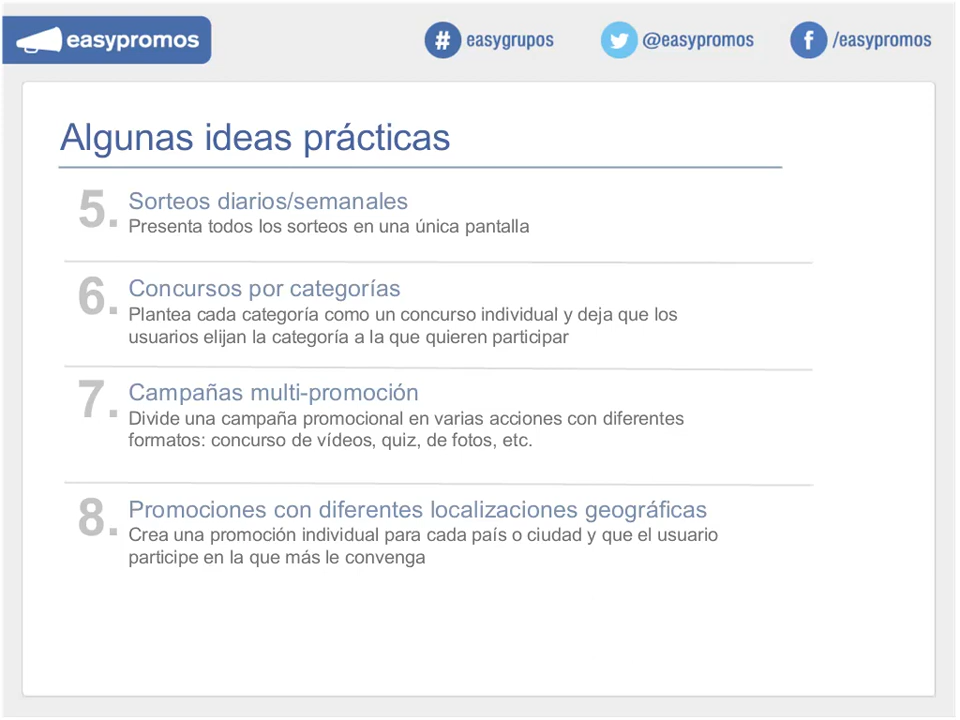 easypromos
# easygrupos
@easypromos
f /easypromos
Algunas ideas prácticas
5. Sorteos diarios/semanales
Presenta todos los sorteos en una única pantalla
6. Concursos por categorías
Plantea cada categoría como un concurso individual y deja que los
usuarios elijan la categoría a la que quieren participar
7. Campañas multi-promoción
Divide una campaña promocional en varias acciones con diferentes
formatos: concurso de vídeos, quiz, de fotos, etc.
8. Promociones con diferentes localizaciones geográficas
Crea una promoción individual para cada país o ciudad y que el usuario
participe en la que más le convenga